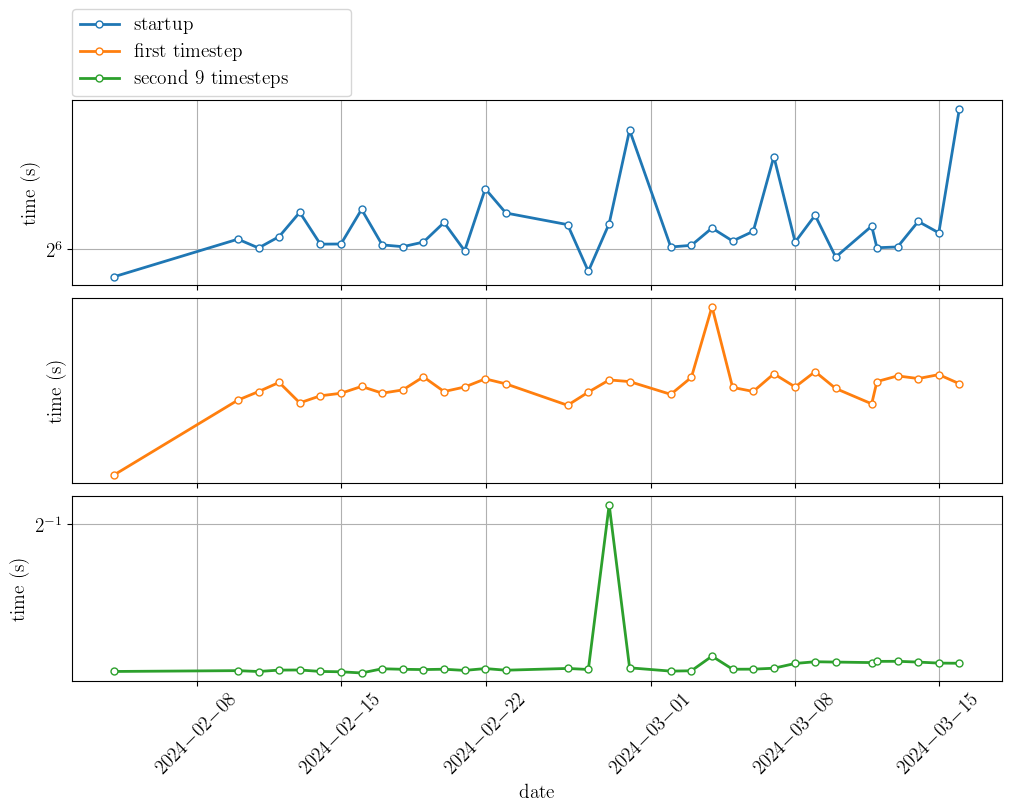 startup
first timestep
second 9 timesteps
time (s)
2^6
time (s)
time (s)
2^−1
2024−02−08
2024−02−15
2024−02−22
2024−03−01
2024−03−08
2024−03−15
date